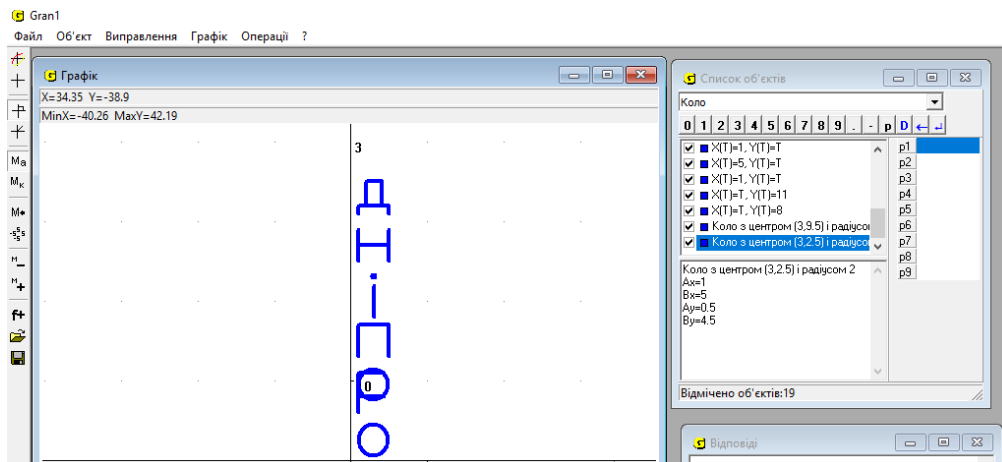 Gran1
Файл Об'єкт Виправлення Графік Операції ?
Графік
X=34.35 Y=-38.9
MinX=-40.26 MaxY=42.19
3
Д
Н
і
П
р
о
0
Ма
Мк
М
S
S
S
М
М
f+
Список об'єктів
Коло
0 1 2 3 4 5 6 7 8 9 . - p D
X(T)=1, Y(T)=T
X(T)=5, Y(T)=T
X(T)=1, Y(T)=T
X(T)=T, Y(T)=11
X(T)=T, Y(T)=8
Коло з центром (3,9.5) і радіусо
Коло з центром (3,2.5) і радіусо
p1
p2
p3
p4
p5
p6
p7
p8
p9
Коло з центром (3,2.5) і радіусом 2
Ax=1
Bx=5
Ay=0.5
By=4.5
Відмічено об'єктів:19
Відповіді